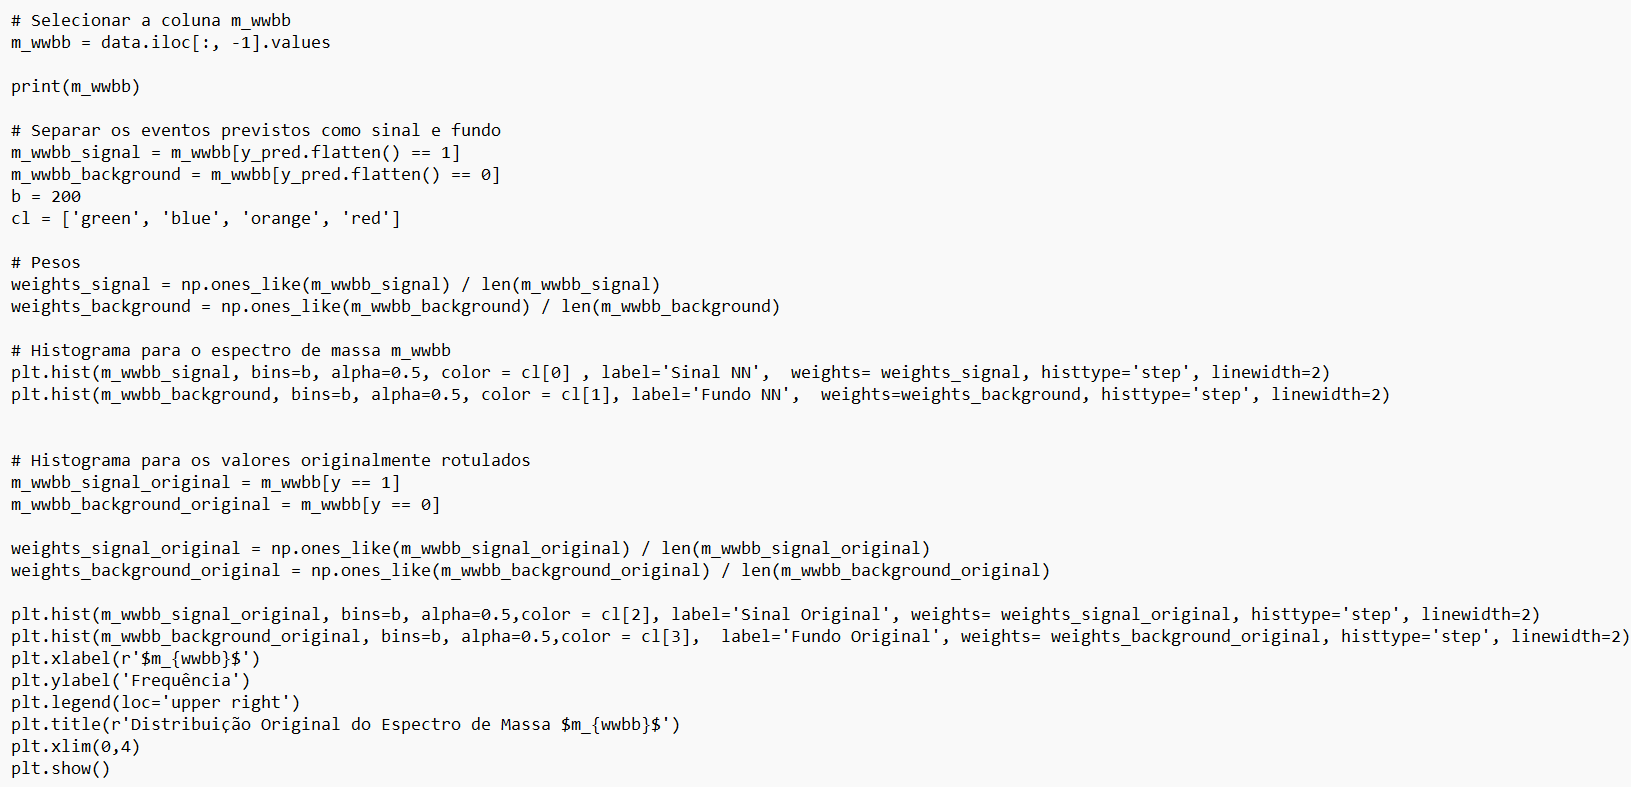 # Selecionar a coluna m_wwbb
m_wwbb = data.iloc[:, -1].values
print(m_wwbb)
# Separar os eventos previstos como sinal e fundo
m_wwbb_signal = m_wwbb[y_pred.flatten() == 1]
m_wwbb_background = m_wwbb[y_pred.flatten() == 0]
b = 200
cl = ['green', 'blue', 'orange', 'red']
# Pesos
weights_signal = np.ones_like(m_wwbb_signal) / len(m_wwbb_signal)
weights_background = np.ones_like(m_wwbb_background) / len(m_wwbb_background)
# Histograma para o espectro de massa m_wwbb
plt.hist(m_wwbb_signal, bins=b, alpha=0.5, color = cl[0] , label='Sinal NN',  weights= weights_signal, histtype='step', linewidth=2)
plt.hist(m_wwbb_background, bins=b, alpha=0.5, color = cl[1], label='Fundo NN',  weights=weights_background, histtype='step', linewidth=2)
# Histograma para os valores originalmente rotulados
m_wwbb_signal_original = m_wwbb[y == 1]
m_wwbb_background_original = m_wwbb[y == 0]
weights_signal_original = np.ones_like(m_wwbb_signal_original) / len(m_wwbb_signal_original)
weights_background_original = np.ones_like(m_wwbb_background_original) / len(m_wwbb_background_original)
plt.hist(m_wwbb_signal_original, bins=b, alpha=0.5,color = cl[2], label='Sinal Original', weights= weights_signal_original, histtype='step', linewidth=2)
plt.hist(m_wwbb_background_original, bins=b, alpha=0.5,color = cl[3],  label='Fundo Original', weights= weights_background_original, histtype='step', linewidth=2)
plt.xlabel(r'$m_{wwbb}$')
plt.ylabel('Frequência')
plt.legend(loc='upper right')
plt.title(r'Distribuição Original do Espectro de Massa $m_{wwbb}$')
plt.xlim(0,4)
plt.show()